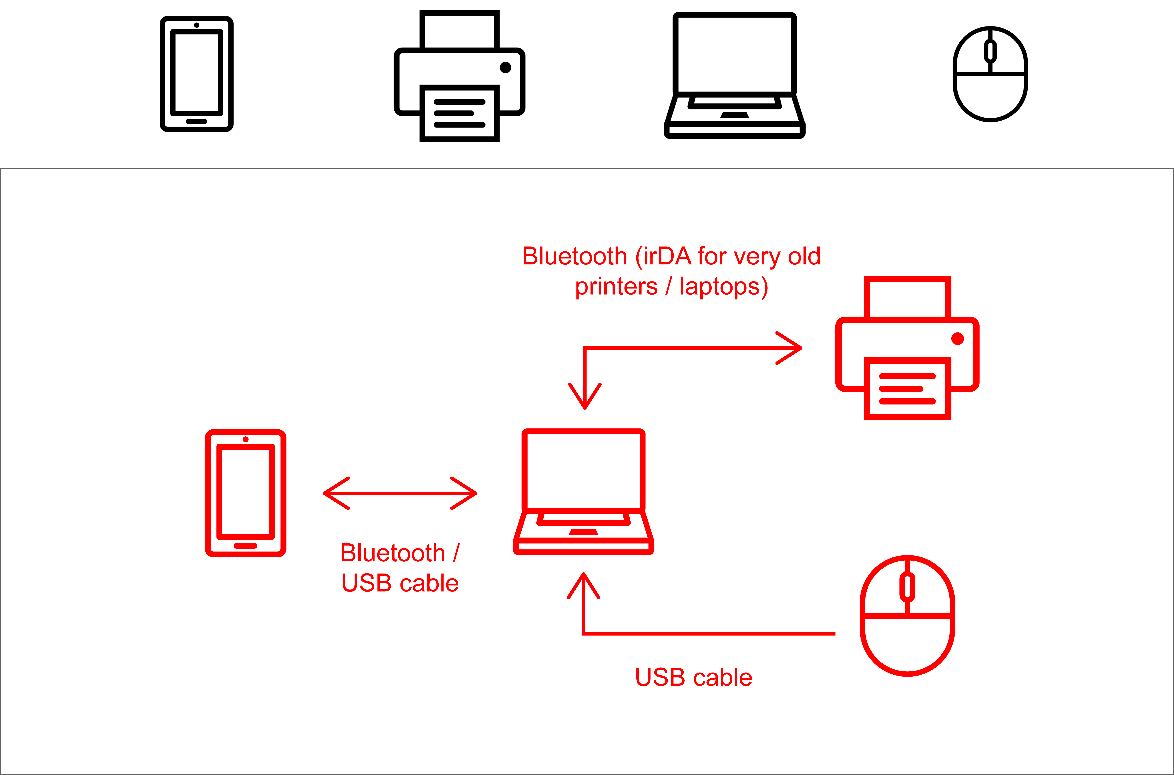 Bluetooth (irDA for very old
printers / laptops)
Bluetooth /
USB cable
USB cable